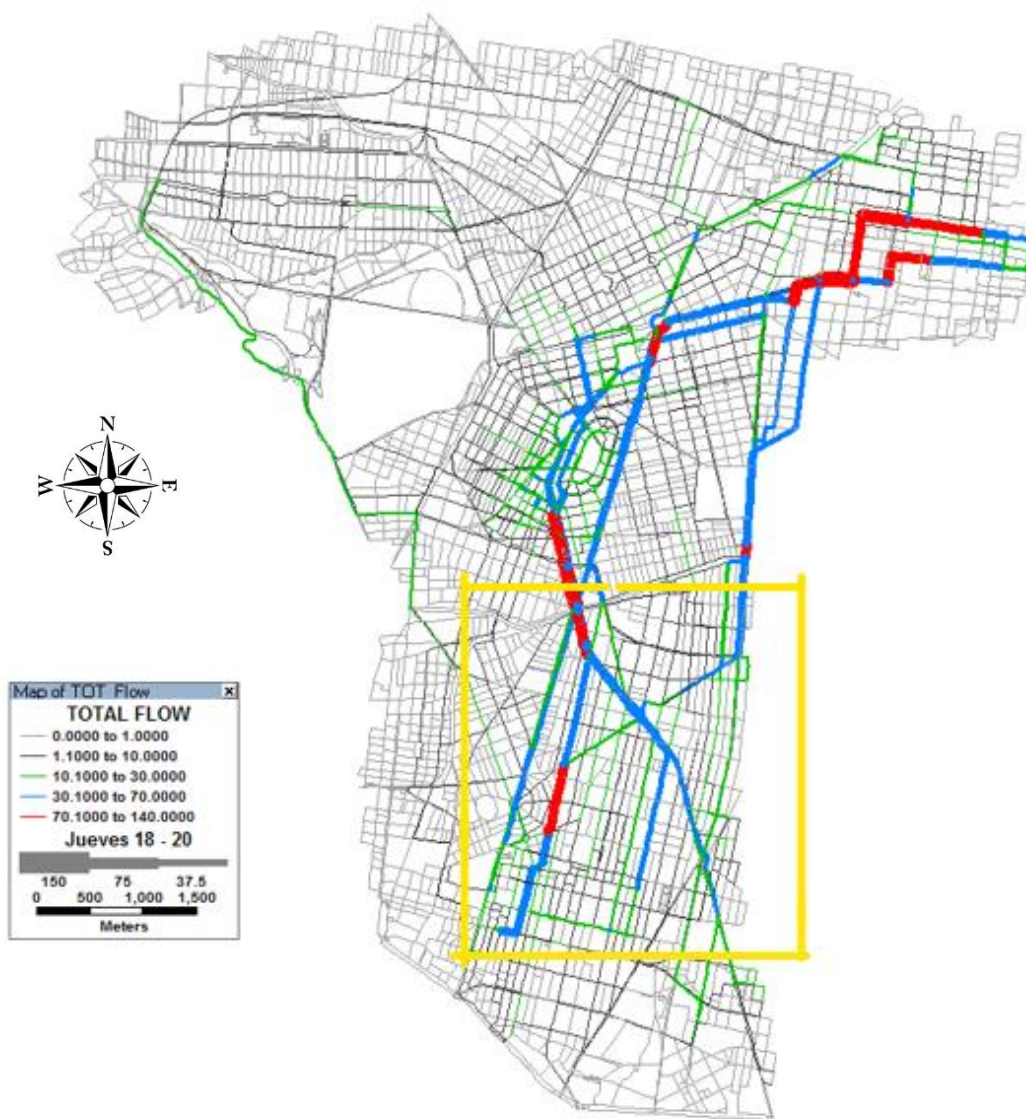 N
W
E
S
Map of TOT Flow
x
TOTAL FLOW
0.0000 to 1.0000
1.1000 to 10.0000
10.1000 to 30.0000
30.1000 to 70.0000
70.1000 to 140.0000
Jueves 18 - 20
150 75 37.5
0 500 1,000 1,500
Meters